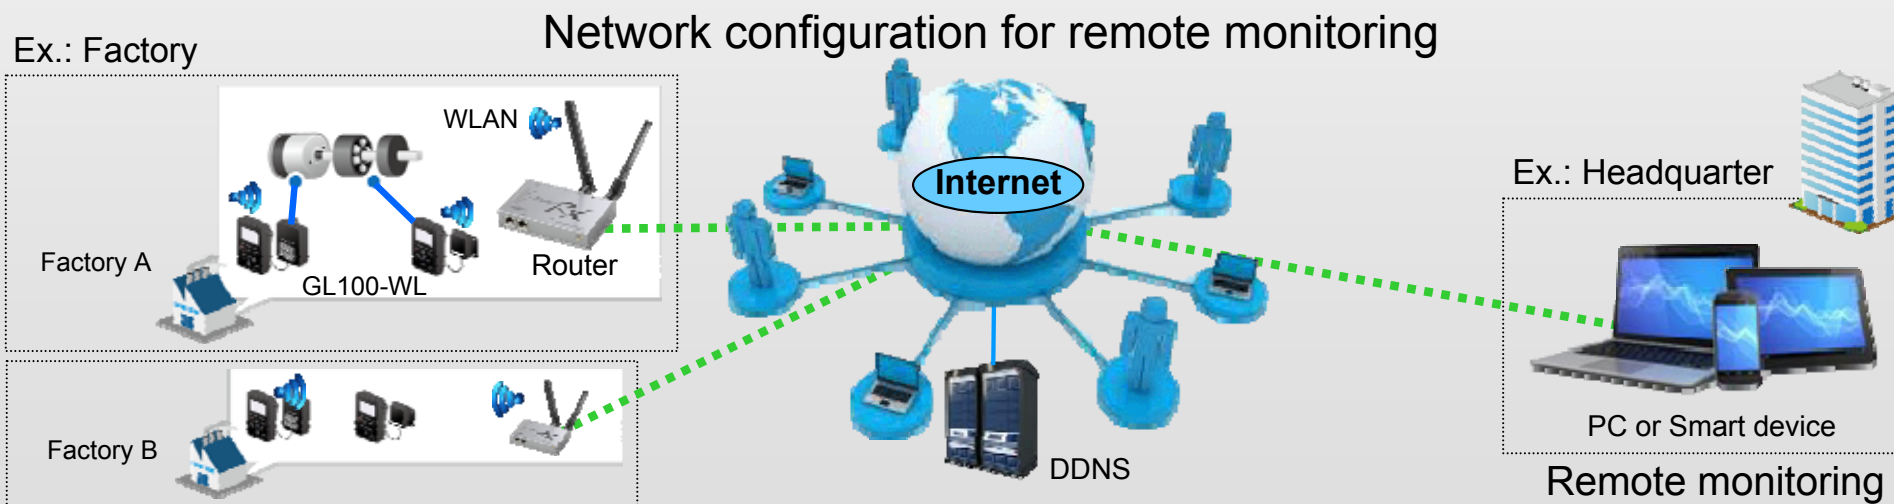 Network configuration for remote monitoring
Ex.: Factory
WLAN
Internet
Ex.: Headquarter
Factory A
GL100-WL
Router
PC or Smart device
Factory B
DDNS
Remote monitoring